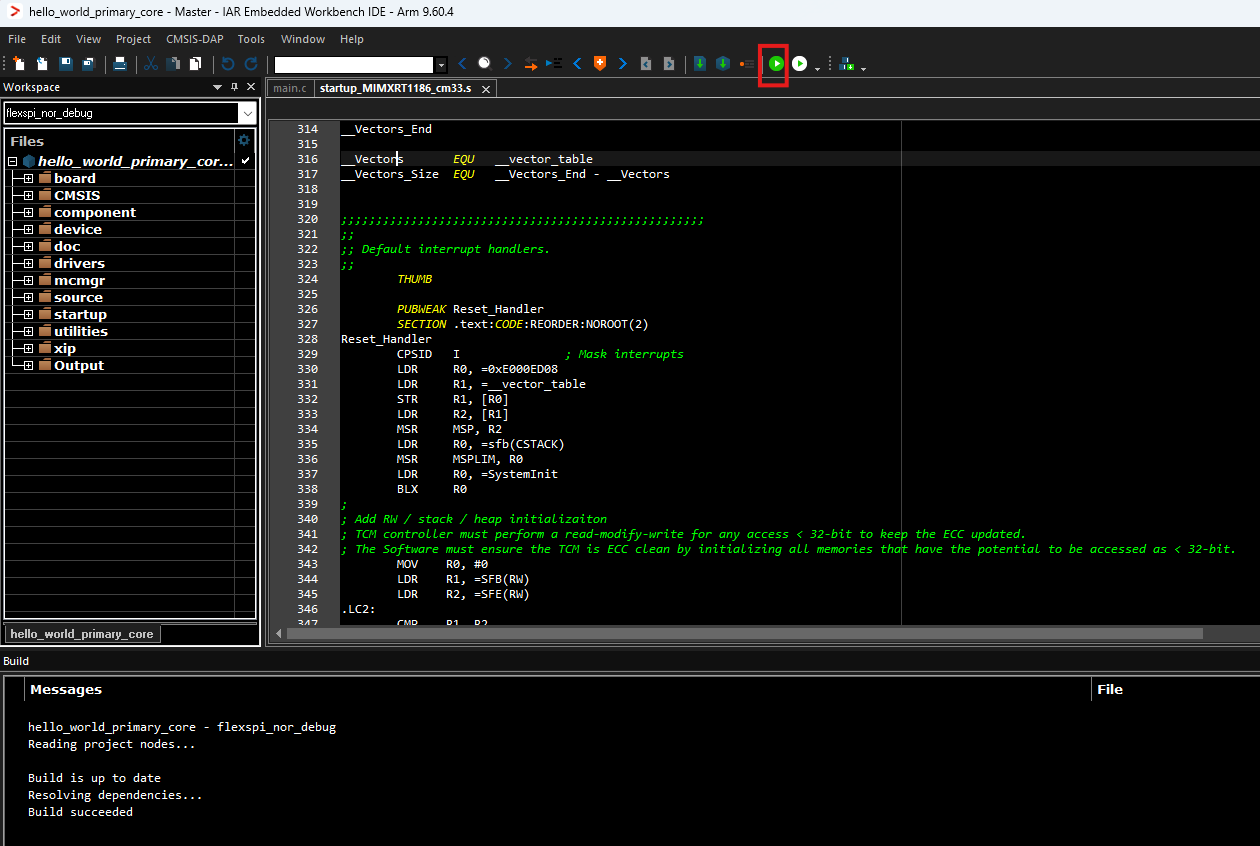 hello_world_primary_core - Master - IAR Embedded Workbench IDE - Arm 9.60.4
File Edit View Project CMSIS-DAP Tools Window Help
Workspace
main.c startup_MIMXRT1186_cm33.s
flexspi_nor_debug
Files
hello_world_primary_cor...
board
CMSIS
component
device
doc
drivers
mcmgr
source
startup
utilities
xip
Output
hello_world_primary_core
314 __Vectors_End
315
316 __Vectors EQU __vector_table
317 __Vectors_Size EQU __Vectors_End - __Vectors
318
319
320 ;;;;;;;;;;;;;;;;;;;;;;;;;;;;;;;;;;;;;;;;;;;;;;;;;;;;
321 ;;
322 ;; Default interrupt handlers.
323 ;;
324 THUMB
325
326 PUBWEAK Reset_Handler
327 SECTION .text:CODE:REORDER:NOROOT(2)
328 Reset_Handler
329 CPSID I ; Mask interrupts
330 LDR R0, =0xE000ED08
331 LDR R1, =__vector_table
332 STR R1, [R0]
333 LDR R2, [R1]
334 MSR MSP, R2
335 LDR R0, =sfb(CSTACK)
336 MSR MSPLIM, R0
337 LDR R0, =SystemInit
338 BLX R0
339 ;
340 ; Add RW / stack / heap initializaiton
341 ; TCM controller must perform a read-modify-write for any access < 32-bit to keep the ECC updated.
342 ; The Software must ensure the TCM is ECC clean by initializing all memories that have the potential to be accessed as < 32-bit.
343 MOV R0, #0
344 LDR R1, =SFB(RW)
345 LDR R2, =SFE(RW)
346 .LC2:
347 CMP R1, R2
Build
Messages File
hello_world_primary_core - flexspi_nor_debug
Reading project nodes...
Build is up to date
Resolving dependencies...
Build succeeded